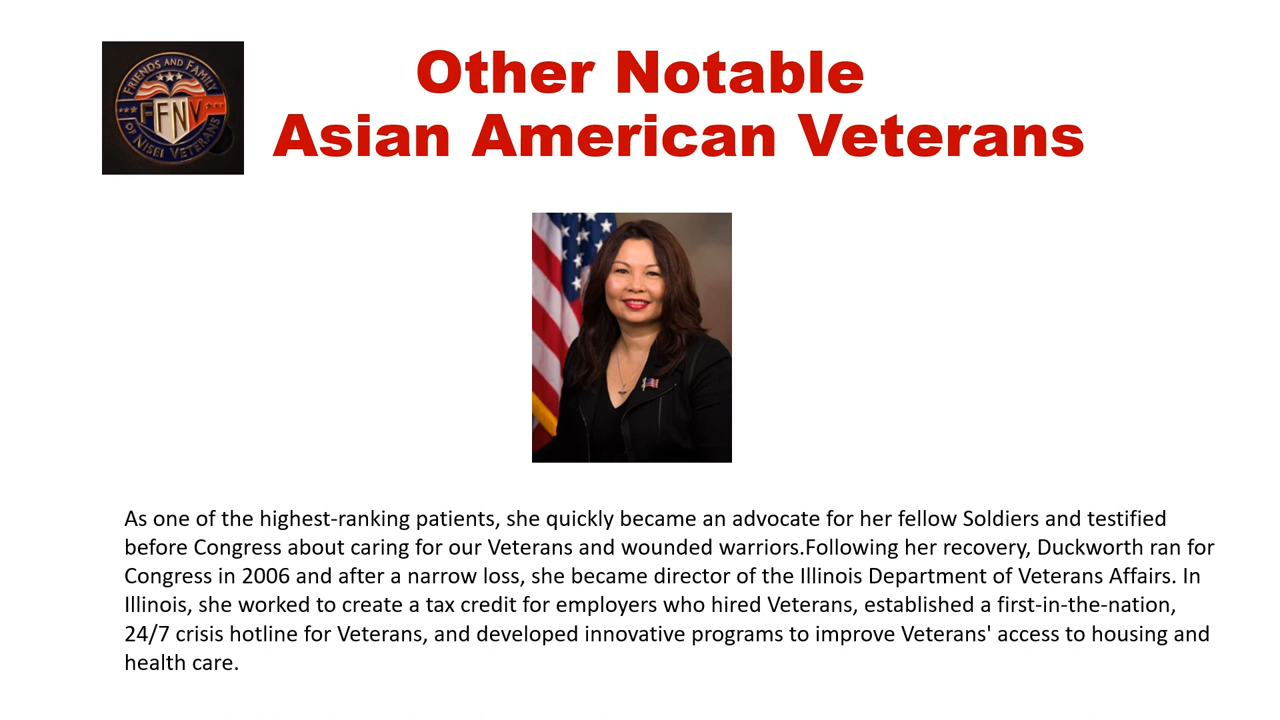 FRIENDS AND FAMILY
FFNV
OF NISEI VETERANS
Other Notable
Asian American Veterans
As one of the highest-ranking patients, she quickly became an advocate for her fellow Soldiers and testified
before Congress about caring for our Veterans and wounded warriors.Following her recovery, Duckworth ran for
Congress in 2006 and after a narrow loss, she became director of the Illinois Department of Veterans Affairs. In
Illinois, she worked to create a tax credit for employers who hired Veterans, established a first-in-the-nation,
24/7 crisis hotline for Veterans, and developed innovative programs to improve Veterans' access to housing and
health care.